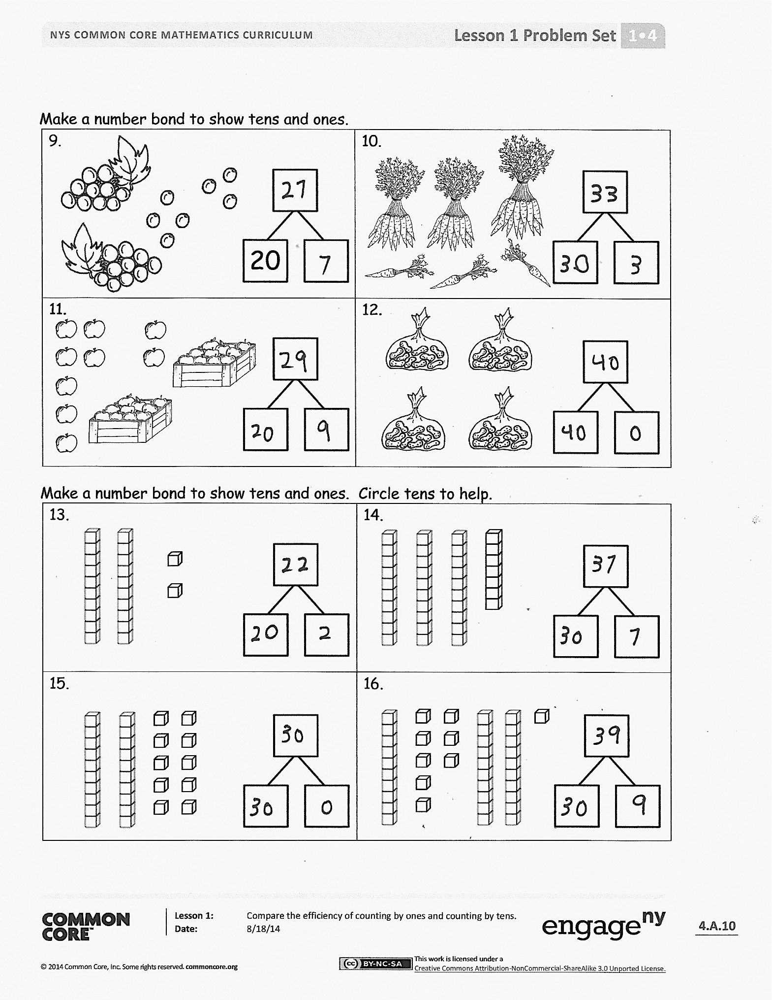 NYS COMMON CORE MATHEMATICS CURRICULUM
Lesson 1 Problem Set 1•4
Make a number bond to show tens and ones.
9.
27
20 7
10.
33
30 3
11.
29
20 9
12.
40
40 0
Make a number bond to show tens and ones. Circle tens to help.
13.
22
20 2
14.
37
30 7
15.
30
30 0
16.
39
30 9
COMMON
CORE™
Lesson 1: Compare the efficiency of counting by ones and counting by tens.
Date: 8/18/14
engageny
4.A.10
© 2014 Common Core, Inc. Some rights reserved. commoncore.org
cc BY-NC-SA
This work is licensed under a
Creative Commons Attribution-NonCommercial-ShareAlike 3.0 Unported License.